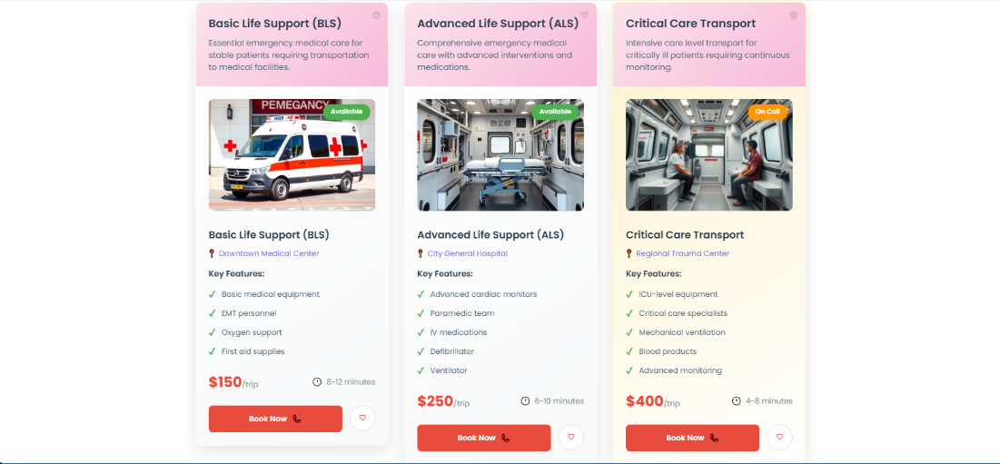 Basic Life Support (BLS)
Essential emergency medical care for
stable patients requiring transportation
to medical facilities.
PEMEGANCY
Available
Basic Life Support (BLS)
Downtown Medical Center
Key Features:
Basic medical equipment
EMT personnel
Oxygen support
First aid supplies
$150/trip
8-12 minutes
Book Now
Advanced Life Support (ALS)
Comprehensive emergency medical
care with advanced interventions and
medications.
Available
Advanced Life Support (ALS)
City General Hospital
Key Features:
Advanced cardiac monitors
Paramedic team
IV medications
Defibrillator
Ventilator
$250/trip
6-10 minutes
Book Now
Critical Care Transport
Intensive care level transport for
critically ill patients requiring continuous
monitoring.
On Call
Critical Care Transport
Regional Trauma Center
Key Features:
ICU-level equipment
Critical care specialists
Mechanical ventilation
Blood products
Advanced monitoring
$400/trip
4-8 minutes
Book Now